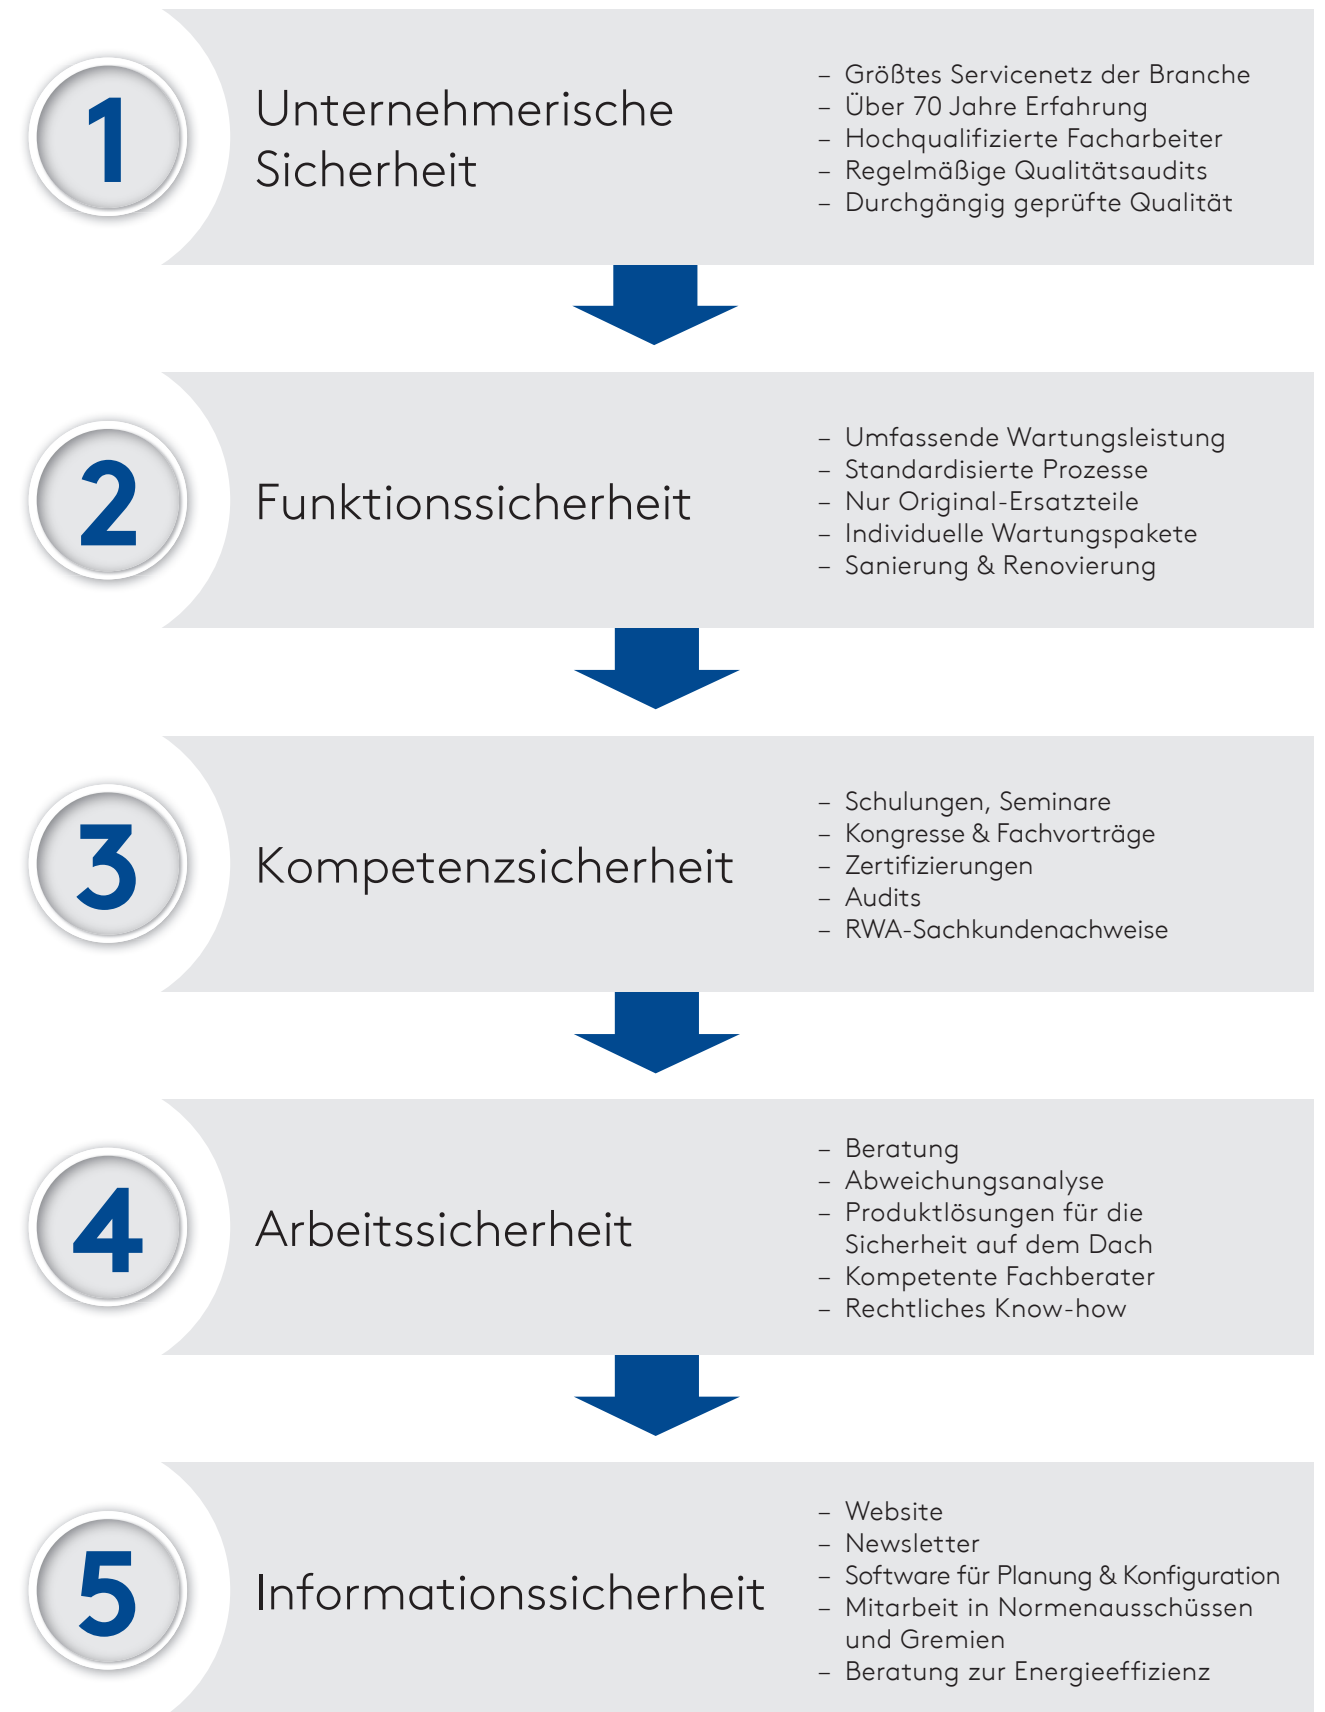 1
Unternehmerische
Sicherheit
– Größtes Servicenetz der Branche
– Über 70 Jahre Erfahrung
– Hochqualifizierte Facharbeiter
– Regelmäßige Qualitätsaudits
– Durchgängig geprüfte Qualität
2
Funktionssicherheit
– Umfassende Wartungsleistung
– Standardisierte Prozesse
– Nur Original-Ersatzteile
– Individuelle Wartungspakete
– Sanierung & Renovierung
3
Kompetenzsicherheit
– Schulungen, Seminare
– Kongresse & Fachvorträge
– Zertifizierungen
– Audits
– RWA-Sachkundenachweise
4
Arbeitssicherheit
– Beratung
– Abweichungsanalyse
– Produktlösungen für die
Sicherheit auf dem Dach
– Kompetente Fachberater
– Rechtliches Know-how
5
Informationssicherheit
– Website
– Newsletter
– Software für Planung & Konfiguration
– Mitarbeit in Normenausschüssen
und Gremien
– Beratung zur Energieeffizienz